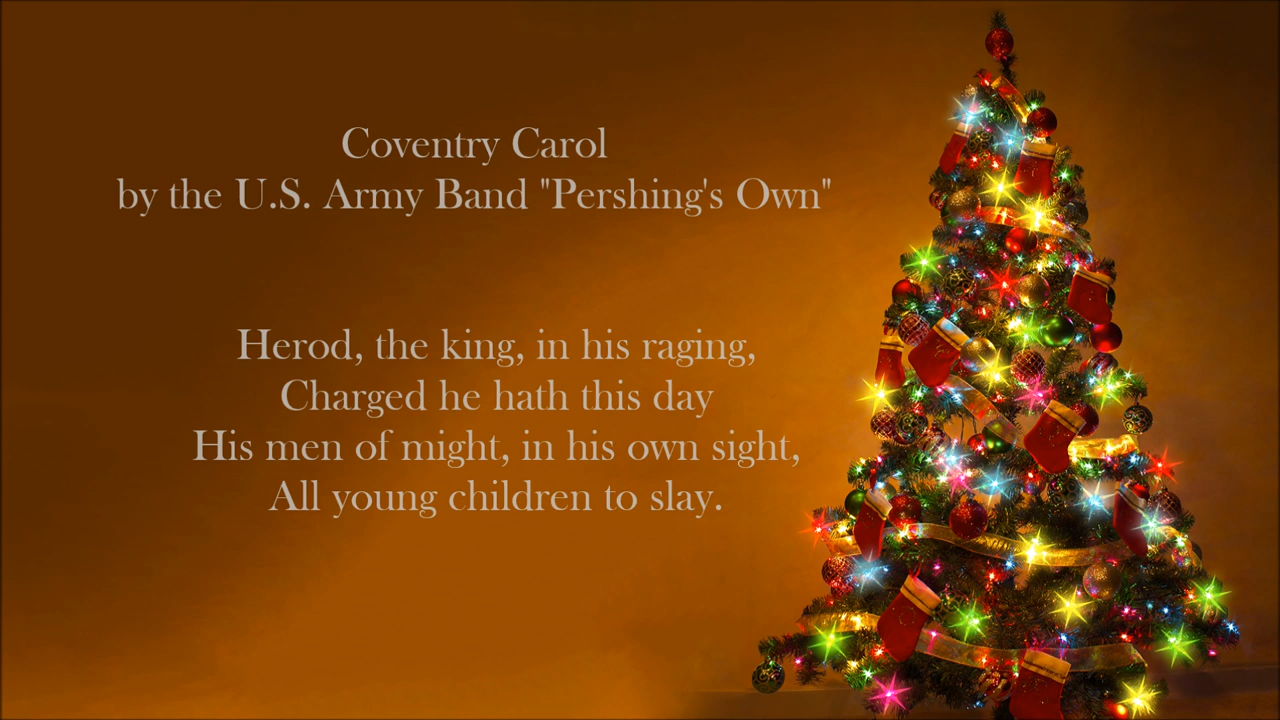 Coventry Carol
by the U.S. Army Band "Pershing's Own"
Herod, the king, in his raging,
Charged he hath this day
His men of might, in his own sight,
All young children to slay.